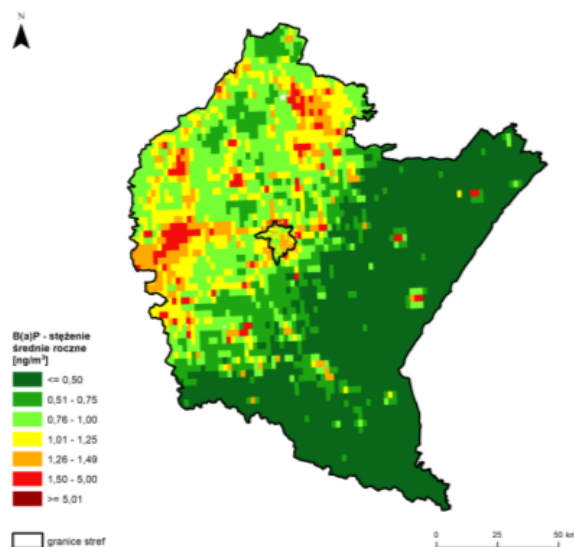 N
B(a)P - stężenie
średnie roczne
[ng/m³]
<= 0,50
0,51 - 0,75
0,76 - 1,00
1,01 - 1,25
1,26 - 1,49
1,50 - 5,00
>= 5,01
granice stref
0 25 50 km